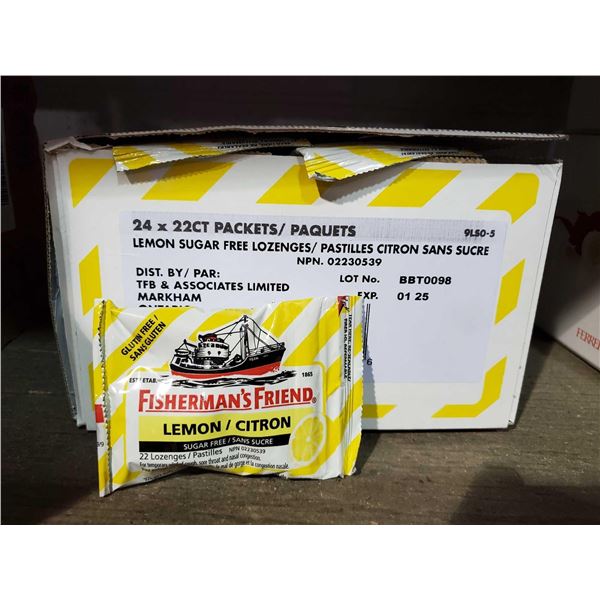 24 x 22CT PACKETS/ PAQUETS
9LS0-5
LEMON SUGAR FREE LOZENGES/ PASTILLES CITRON SANS SUCRE
NPN. 02230539
DIST. BY/ PAR:
LOT No. BBT0098
TFB & ASSOCIATES LIMITED
EXP. 01 25
MARKHAM
GLUTEN FREE/
SANS GLUTEN
1865
FISHERMAN'S FRIEND®
LEMON / CITRON
SUGAR FREE / SANS SUCRE
22 Lozenges / Pastilles NPN 02230539
FERRE